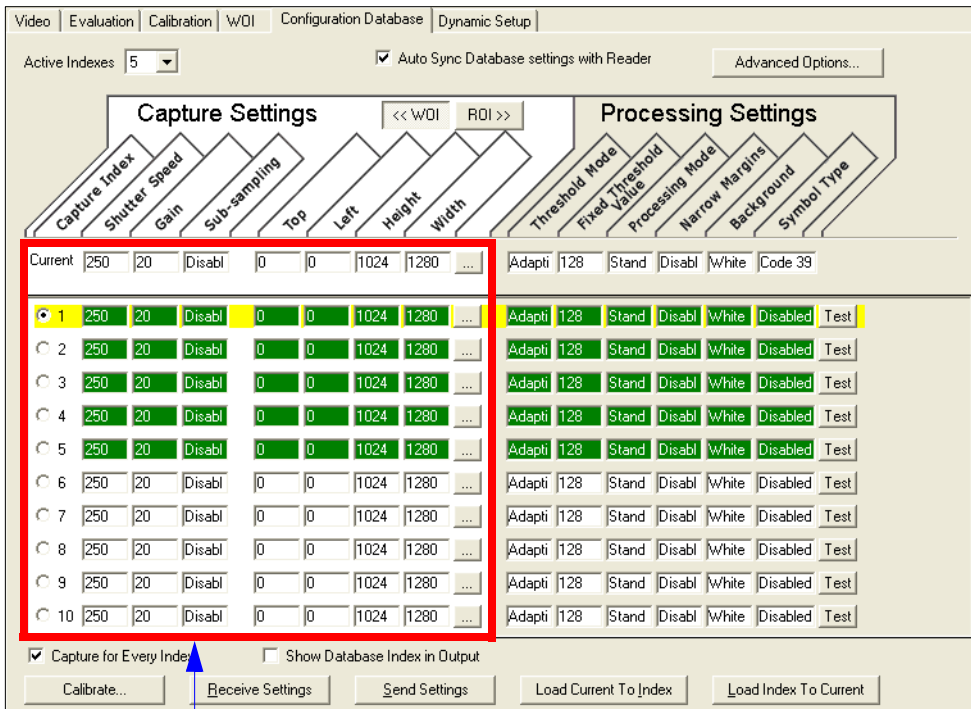 Video Evaluation Calibration WOI Configuration Database Dynamic Setup
Active Indexes 5 Auto Sync Database settings with Reader Advanced Options...
Capture Settings << WOI ROI >> Processing Settings
Capture Index Shutter Speed Gain Sub-sampling Top Left Height Width Threshold Mode Fixed Threshold Value Processing Mode Narrow Margins Background Symbol Type
Current 250 20 Disabl 0 0 1024 1280 ... Adapti 128 Stand Disabl White Code 39
1 250 20 Disabl 0 0 1024 1280 ... Adapti 128 Stand Disabl White Disabled Test
2 250 20 Disabl 0 0 1024 1280 ... Adapti 128 Stand Disabl White Disabled Test
3 250 20 Disabl 0 0 1024 1280 ... Adapti 128 Stand Disabl White Disabled Test
4 250 20 Disabl 0 0 1024 1280 ... Adapti 128 Stand Disabl White Disabled Test
5 250 20 Disabl 0 0 1024 1280 ... Adapti 128 Stand Disabl White Disabled Test
6 250 20 Disabl 0 0 1024 1280 ... Adapti 128 Stand Disabl White Disabled Test
7 250 20 Disabl 0 0 1024 1280 ... Adapti 128 Stand Disabl White Disabled Test
8 250 20 Disabl 0 0 1024 1280 ... Adapti 128 Stand Disabl White Disabled Test
9 250 20 Disabl 0 0 1024 1280 ... Adapti 128 Stand Disabl White Disabled Test
10 250 20 Disabl 0 0 1024 1280 ... Adapti 128 Stand Disabl White Disabled Test
Capture for Every Index Show Database Index in Output
Calibrate... Receive Settings Send Settings Load Current To Index Load Index To Current